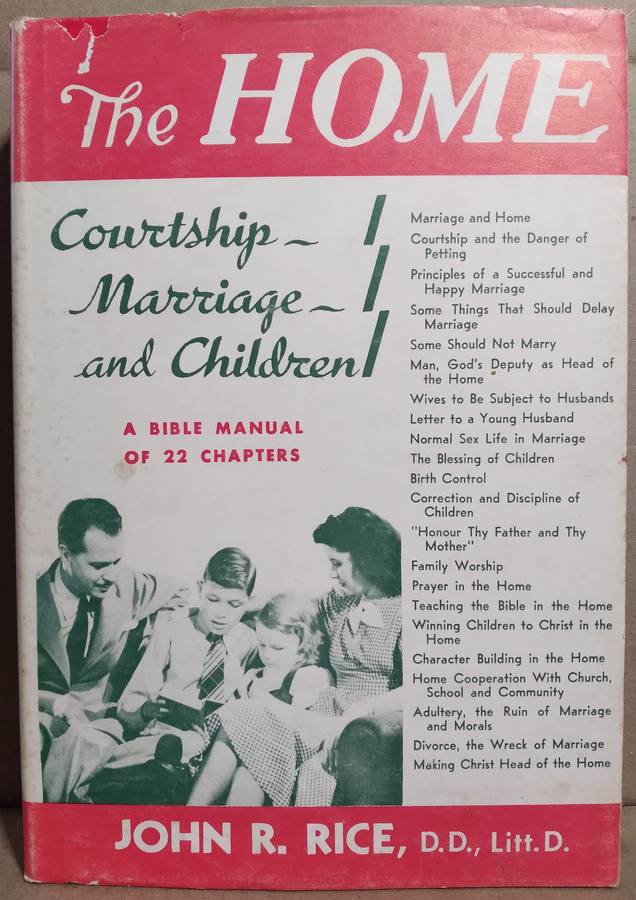 The HOME
Courtship ~
Marriage ~
and Children
A BIBLE MANUAL
OF 22 CHAPTERS
Marriage and Home
Courtship and the Danger of
Petting
Principles of a Successful and
Happy Marriage
Some Things That Should Delay
Marriage
Some Should Not Marry
Man, God's Deputy as Head of
the Home
Wives to Be Subject to Husbands
Letter to a Young Husband
Normal Sex Life in Marriage
The Blessing of Children
Birth Control
Correction and Discipline of
Children
"Honour Thy Father and Thy
Mother"
Family Worship
Prayer in the Home
Teaching the Bible in the Home
Winning Children to Christ in the
Home
Character Building in the Home
Home Cooperation With Church,
School and Community
Adultery, the Ruin of Marriage
and Morals
Divorce, the Wreck of Marriage
Making Christ Head of the Home
JOHN R. RICE, D.D., Litt.D.